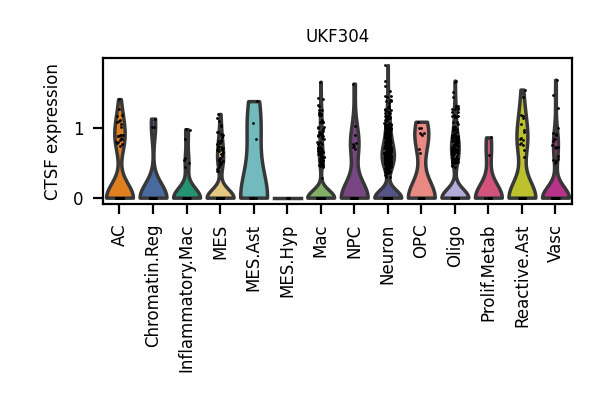 UKF304
CTSF expression
1
0
AC
Chromatin.Reg
Inflammatory.Mac
MES
MES.Ast
MES.Hyp
Mac
NPC
Neuron
OPC
Oligo
Prolif.Metab
Reactive.Ast
Vasc